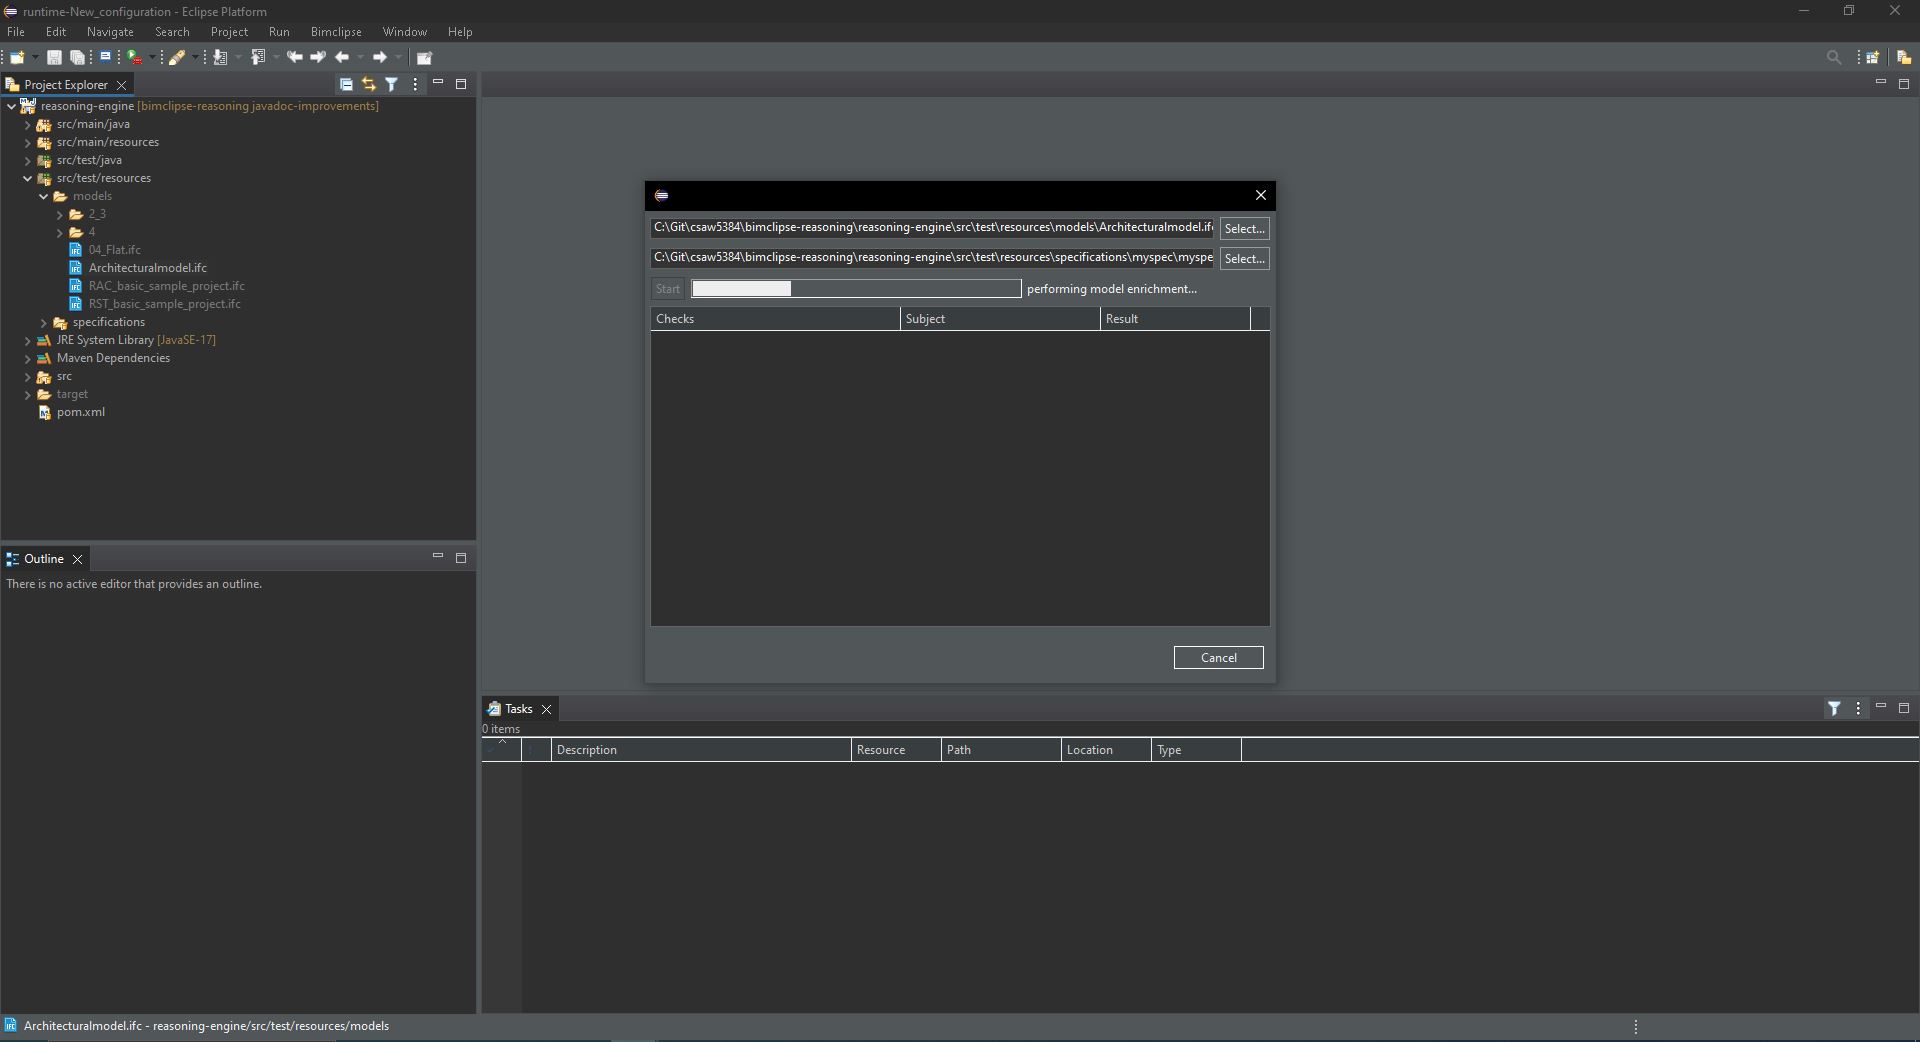 runtime-New_configuration - Eclipse Platform
File Edit Navigate Search Project Run Bimclipse Window Help
Project Explorer
reasoning-engine [bimclipse-reasoning javadoc-improvements]
src/main/java
src/main/resources
src/test/java
src/test/resources
models
2_3
4
04_Flat.ifc
Architecturalmodel.ifc
RAC_basic_sample_project.ifc
RST_basic_sample_project.ifc
specifications
JRE System Library [JavaSE-17]
Maven Dependencies
src
target
pom.xml
Outline
There is no active editor that provides an outline.
C:\Git\csaw5384\bimclipse-reasoning\reasoning-engine\src\test\resources\models\Architecturalmodel.if Select...
C:\Git\csaw5384\bimclipse-reasoning\reasoning-engine\src\test\resources\specifications\myspec\myspe Select...
Start performing model enrichment...
Checks Subject Result
Cancel
Tasks
0 items
Description Resource Path Location Type
Architecturalmodel.ifc - reasoning-engine/src/test/resources/models